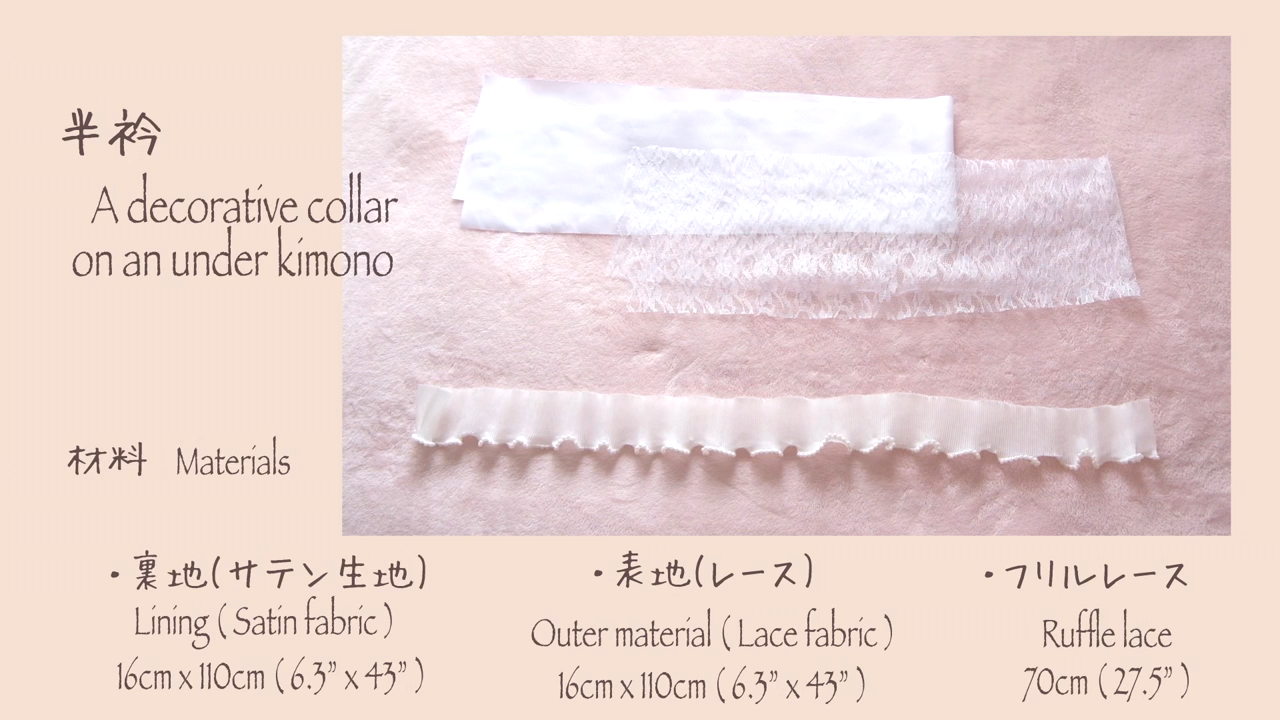 半衿
A decorative collar
on an under kimono
材料 Materials
・裏地(サテン生地)
Lining ( Satin fabric )
16cm x 110cm ( 6.3” x 43” )
・表地(レース)
Outer material ( Lace fabric )
16cm x 110cm ( 6.3” x 43” )
・フリルレース
Ruffle lace
70cm ( 27.5” )